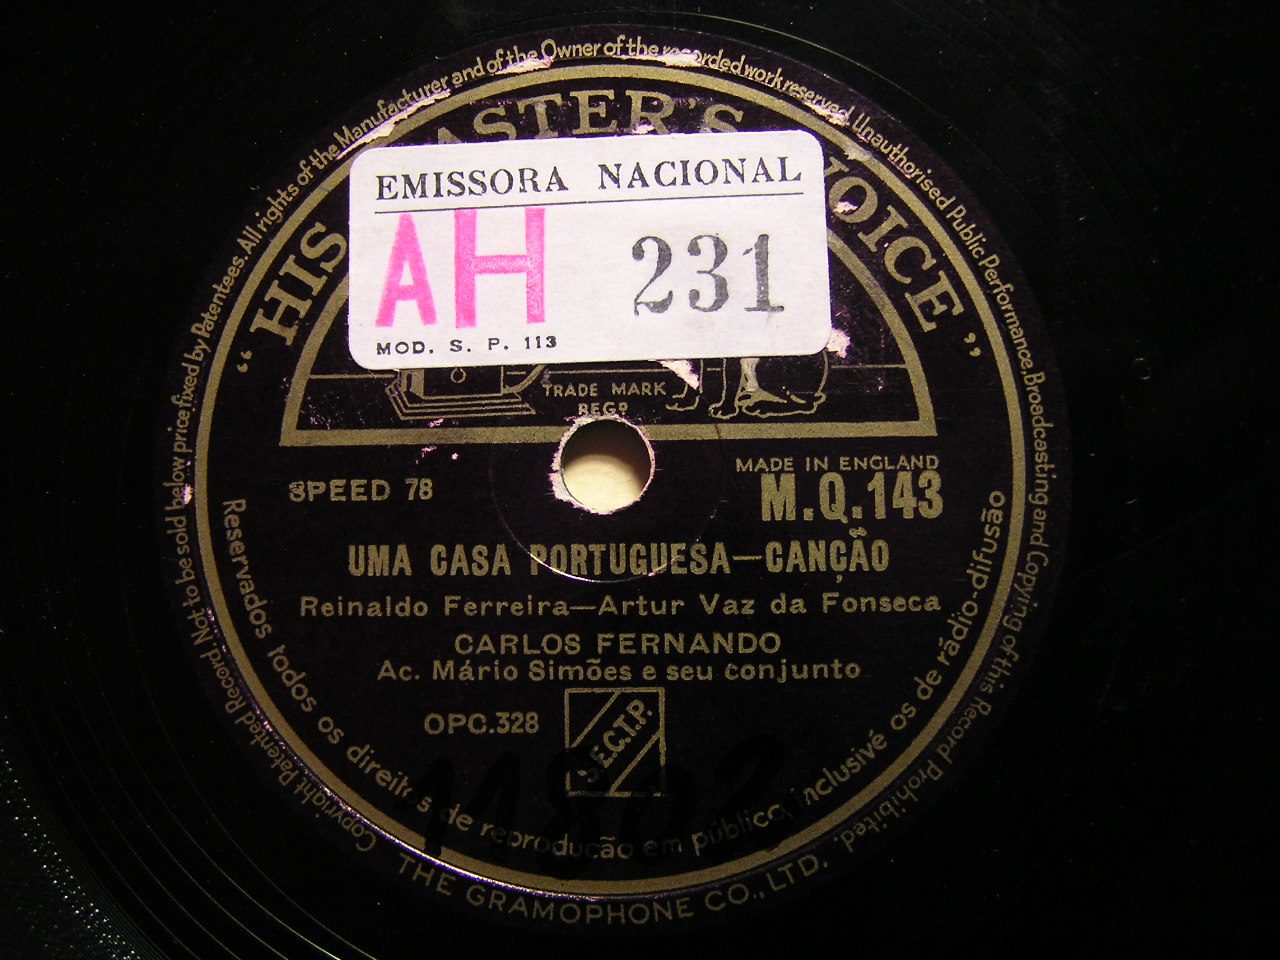 Copyright. Patented Record. Not to be sold below price fixed by Patentees. All rights of the Manufacturer and of the Owner of the recorded work reserved. Unauthorised Public Performance, Broadcasting and Copying of this Record Prohibited.
"HIS ASTER'S VOICE"
EMISSORA NACIONAL
AH 231
MOD. S. P. 113
TRADE MARK
REGD
SPEED 78
MADE IN ENGLAND
M.Q.143
UMA CASA PORTUGUESA—CANÇÃO
Reinaldo Ferreira—Artur Vaz da Fonseca
CARLOS FERNANDO
Ac. Mário Simões e seu conjunto
OPG.328
S.E.C.T.P.
Reservados todos os direitos de reprodução em público, inclusivé os de rádio-difusão
THE GRAMOPHONE CO., LTD.